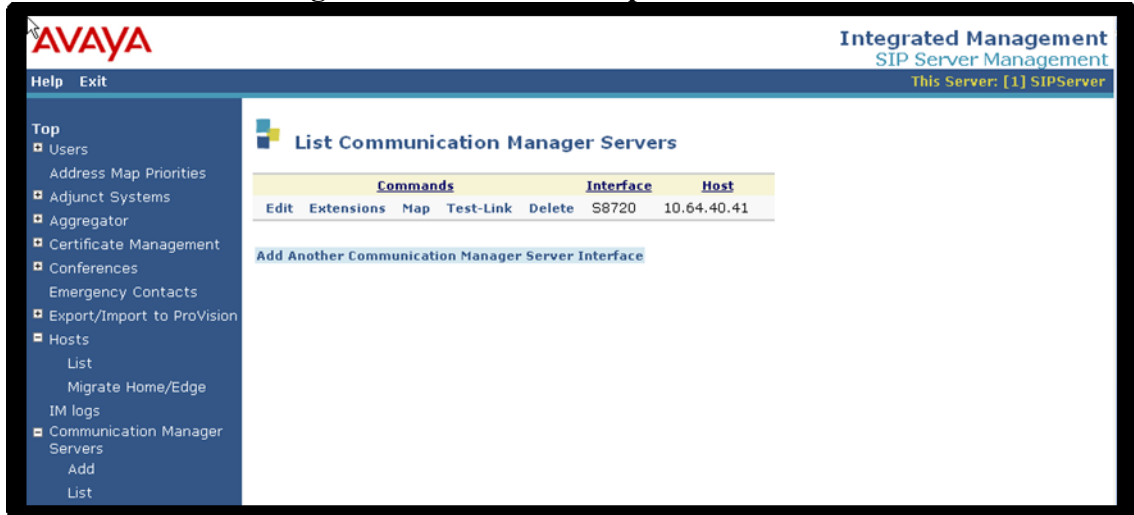 AVAYA
Integrated Management
SIP Server Management
Help Exit
This Server: [1] SIPServer
Top
Users
Address Map Priorities
Adjunct Systems
Aggregator
Certificate Management
Conferences
Emergency Contacts
Export/Import to ProVision
Hosts
List
Migrate Home/Edge
IM logs
Communication Manager
Servers
Add
List
List Communication Manager Servers
Commands Interface Host
Edit Extensions Map Test-Link Delete S8720 10.64.40.41
Add Another Communication Manager Server Interface